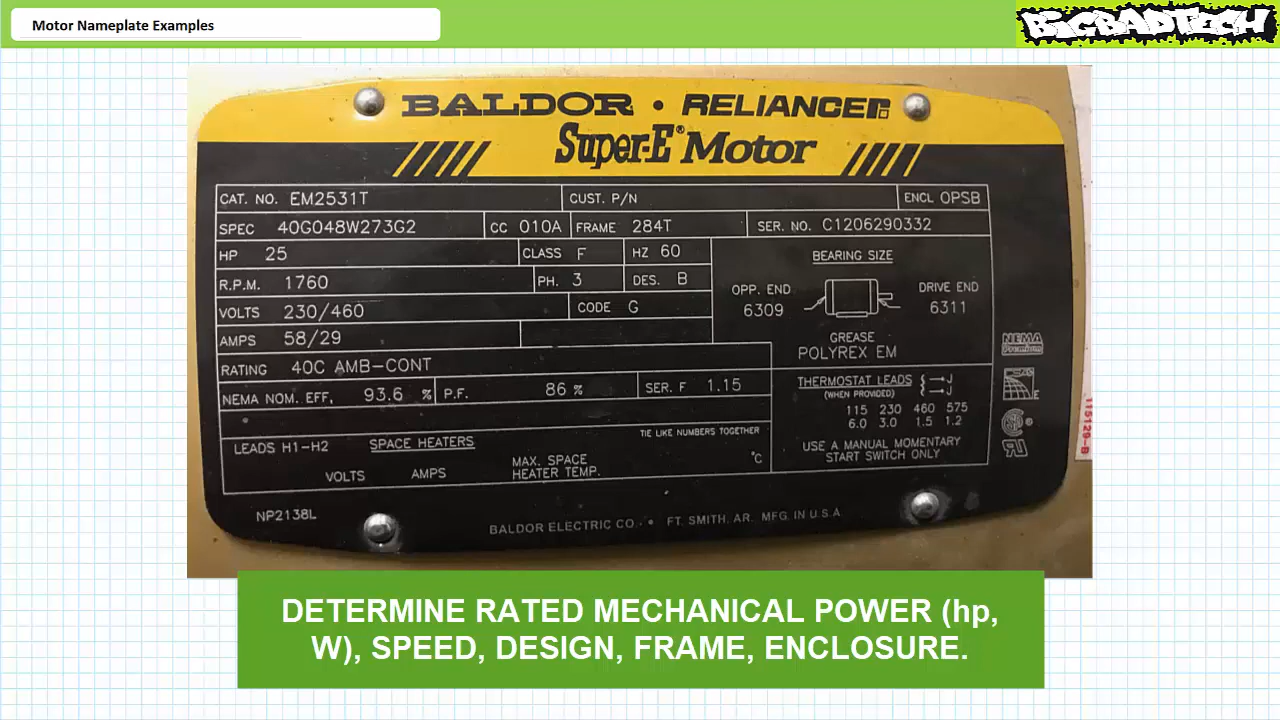 Motor Nameplate Examples
BIGBADTECH
BALDOR • RELIANCER
Super-E® Motor
CAT. NO. EM2531T CUST. P/N ENCL OPSB
SPEC 40G048W273G2 CC 010A FRAME 284T SER. NO. C1206290332
HP 25 CLASS F HZ 60
BEARING SIZE
R.P.M. 1760 PH. 3 DES. B
OPP. END DRIVE END
6309 6311
VOLTS 230/460 CODE G
AMPS 58/29
GREASE
POLYREX EM
RATING 40C AMB-CONT
NEMA NOM. EFF, 93.6 % P.F. 86 % SER. F 1.15
THERMOSTAT LEADS J
(WHEN PROVIDED) J
115 230 460 575
6.0 3.0 1.5 1.2
USE A MANUAL MOMENTARY
START SWITCH ONLY
TIE LIKE NUMBERS TOGETHER
LEADS H1-H2 SPACE HEATERS
VOLTS AMPS MAX. SPACE
HEATER TEMP. °C
NEMA
Premium
115129-B
NP2138L
BALDOR ELECTRIC CO. • FT. SMITH. AR. MFG. IN U.S.A
DETERMINE RATED MECHANICAL POWER (hp,
W), SPEED, DESIGN, FRAME, ENCLOSURE.